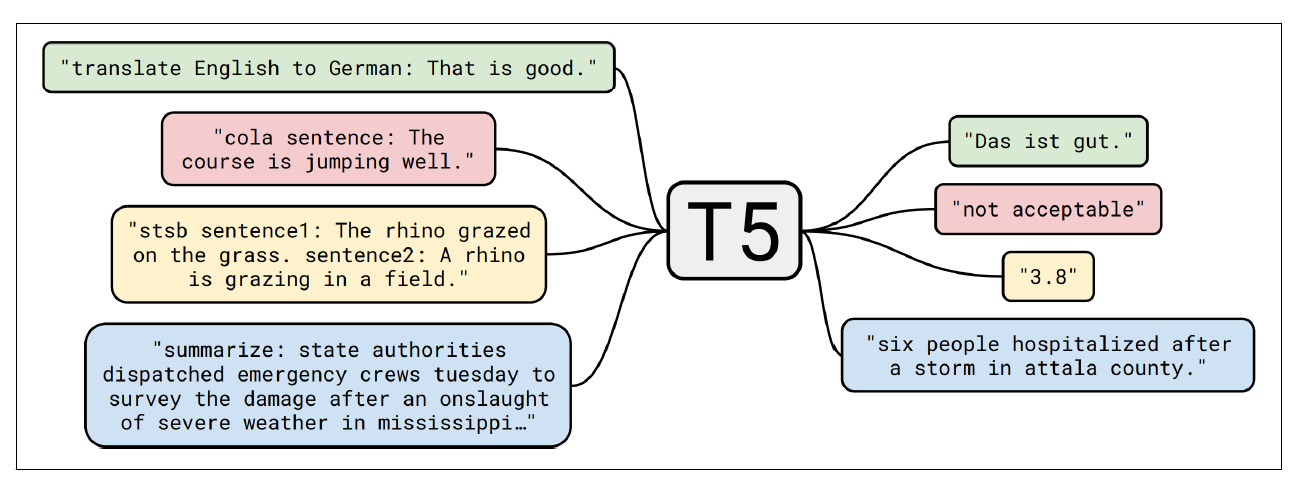 "translate English to German: That is good."
"cola sentence: The
course is jumping well."
"stsb sentence1: The rhino grazed
on the grass. sentence2: A rhino
is grazing in a field."
"summarize: state authorities
dispatched emergency crews tuesday to
survey the damage after an onslaught
of severe weather in mississippi…"
T5
"Das ist gut."
"not acceptable"
"3.8"
"six people hospitalized after
a storm in attala county."